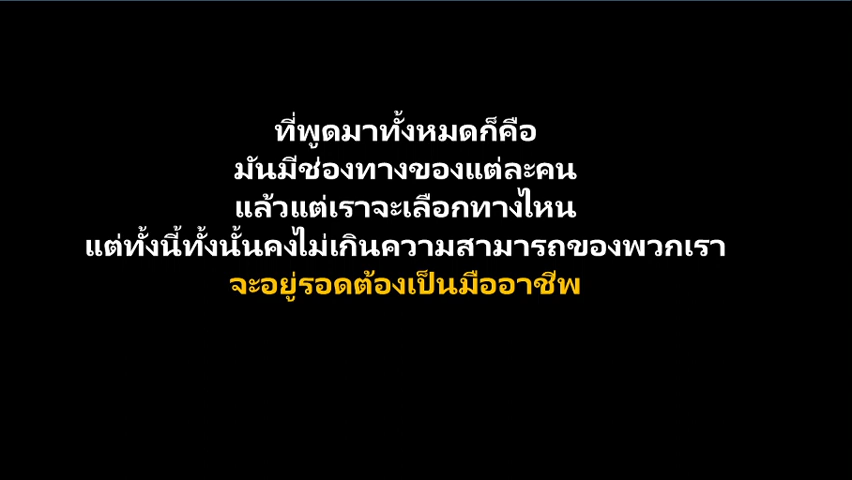 ที่พูดมาทั้งหมดก็คือ
มันมีช่องทางของแต่ละคน
แล้วแต่เราจะเลือกทางไหน
แต่ทั้งนี้ทั้งนั้นคงไม่เกินความสามารถของพวกเรา
จะอยู่รอดต้องเป็นมืออาชีพ